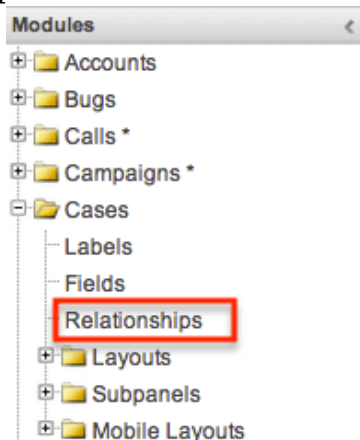 Modules
Accounts
Bugs
Calls *
Campaigns *
Cases
Labels
Fields
Relationships
Layouts
Subpanels
Mobile Layouts